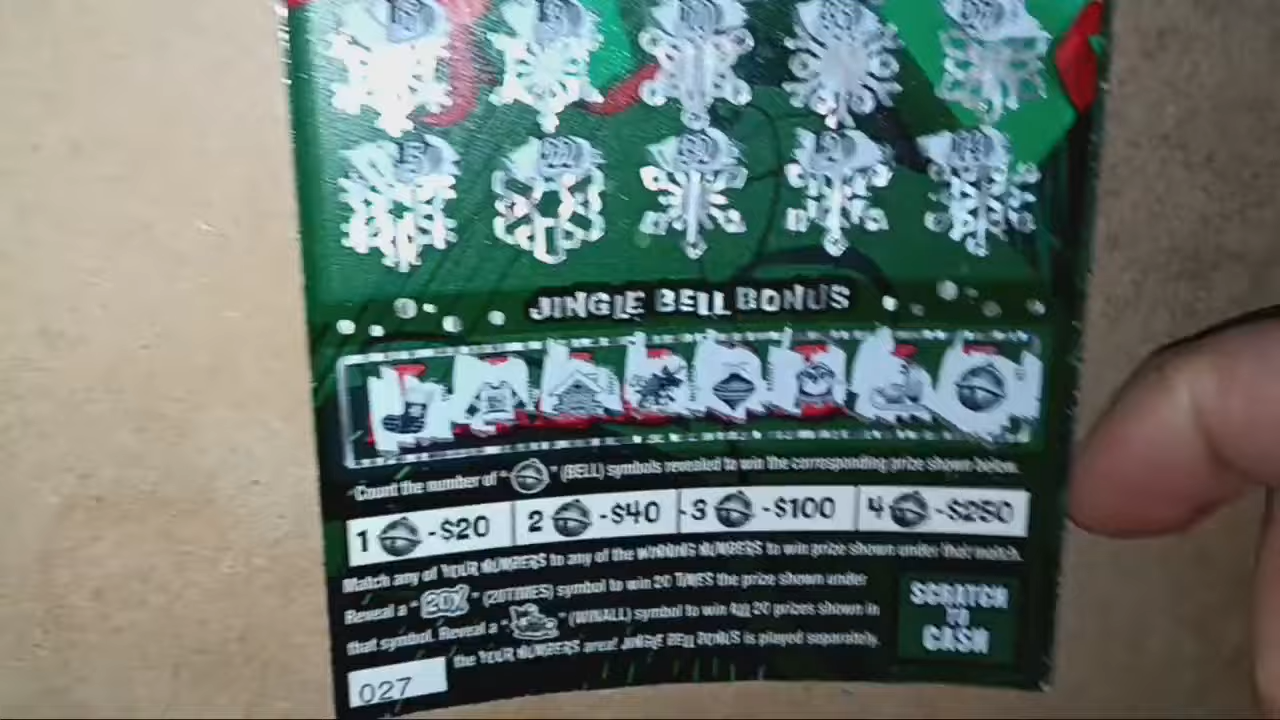 JINGLE BELL BONUS
"Count the number of " " (BELL) symbols revealed to win the corresponding prize shown below.
1 -$20 2 -$40 -3 -$100 4 -$250
Match any of YOUR NUMBERS to any of the WINNING NUMBERS to win prize shown under that match.
Reveal a " 20X " (20TIMES) symbol to win 20 TIMES the prize shown under
that symbol. Reveal a " " (WINALL) symbol to win ALL 20 prizes shown in
the YOUR NUMBERS area! JINGLE BELL BONUS is played separately.
SCRATCH
TO
CASH
027